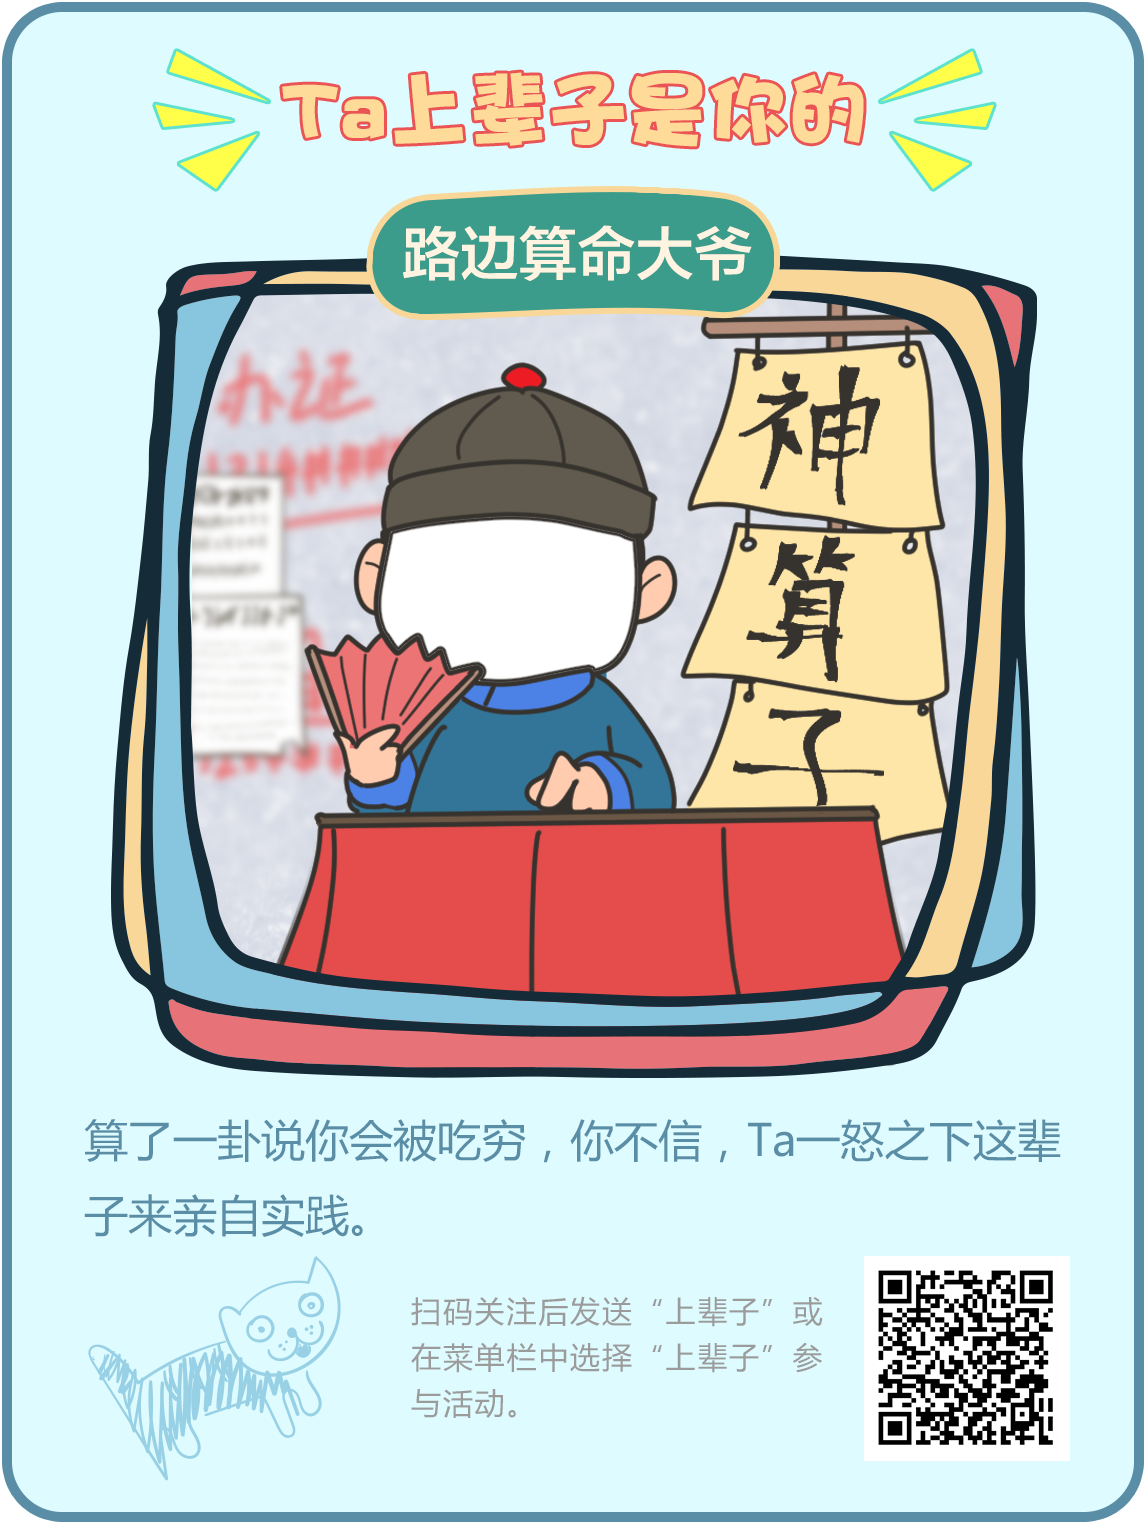 Ta上辈子是你的
路边算命大爷
办证
神
算
子
算了一卦说你会被吃穷，你不信，Ta一怒之下这辈
子来亲自实践。
扫码关注后发送“上辈子”或
在菜单栏中选择“上辈子”参
与活动。